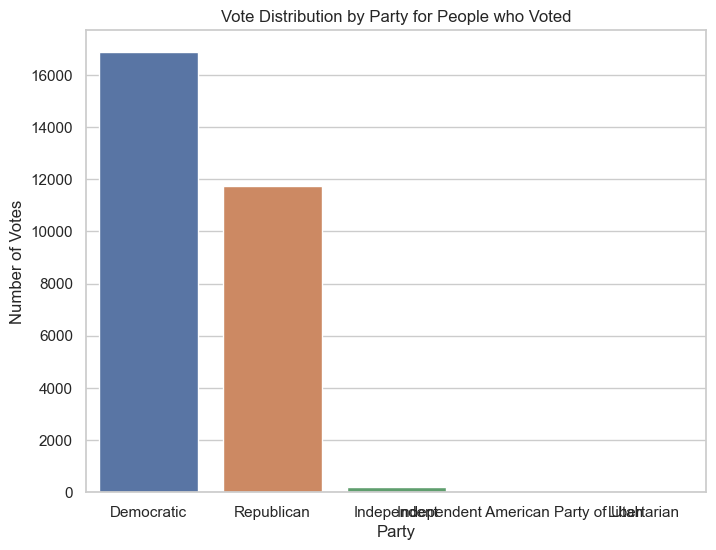 Vote Distribution by Party for People who Voted
Number of Votes
16000
14000
12000
10000
8000
6000
4000
2000
0
Democratic
Republican
Independent
Independent American Party of Utah
Libertarian
Party